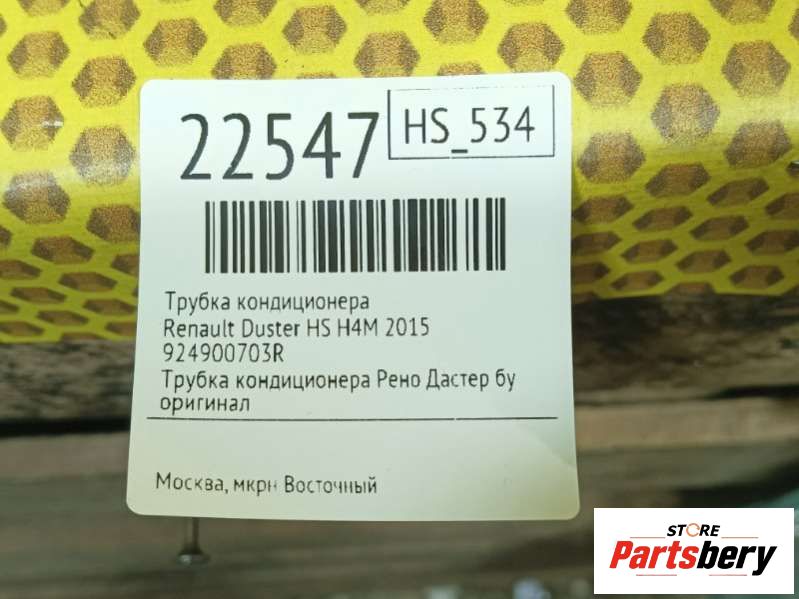 22547
HS_534
Трубка кондиционера
Renault Duster HS H4M 2015
924900703R
Трубка кондиционера Рено Дастер бу
оригинал
Москва, мкрн Восточный
STORE
Partsbery